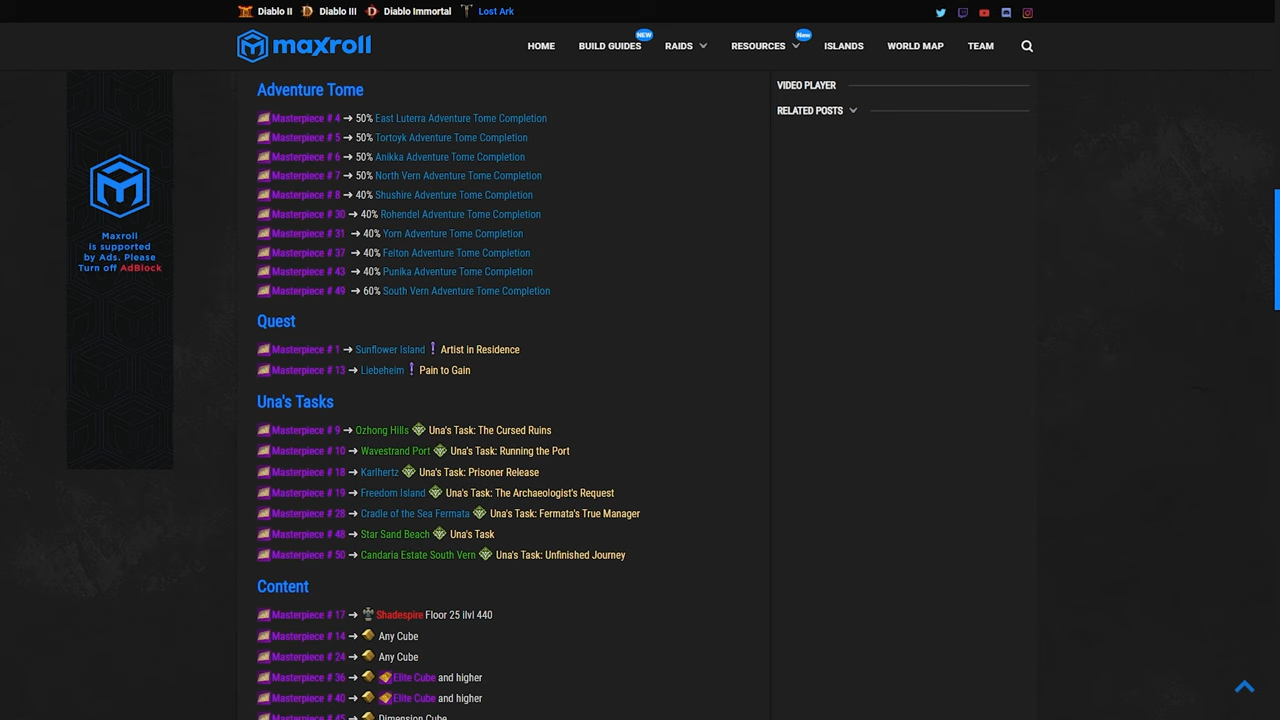 Diablo II Diablo III Diablo Immortal Lost Ark
maxroll HOME BUILD GUIDES NEW RAIDS RESOURCES New ISLANDS WORLD MAP TEAM
Maxroll
is supported
by Ads. Please
Turn off AdBlock
Adventure Tome
Masterpiece # 4 → 50% East Luterra Adventure Tome Completion
Masterpiece # 5 → 50% Tortoyk Adventure Tome Completion
Masterpiece # 6 → 50% Anikka Adventure Tome Completion
Masterpiece # 7 → 50% North Vern Adventure Tome Completion
Masterpiece # 8 → 40% Shushire Adventure Tome Completion
Masterpiece # 30 → 40% Rohendel Adventure Tome Completion
Masterpiece # 31 → 40% Yorn Adventure Tome Completion
Masterpiece # 37 → 40% Feiton Adventure Tome Completion
Masterpiece # 43 → 40% Punika Adventure Tome Completion
Masterpiece # 49 → 60% South Vern Adventure Tome Completion
Quest
Masterpiece # 1 → Sunflower Island ! Artist in Residence
Masterpiece # 13 → Liebeheim ! Pain to Gain
Una's Tasks
Masterpiece # 9 → Ozhong Hills Una's Task: The Cursed Ruins
Masterpiece # 10 → Wavestrand Port Una's Task: Running the Port
Masterpiece # 18 → Karlhertz Una's Task: Prisoner Release
Masterpiece # 19 → Freedom Island Una's Task: The Archaeologist's Request
Masterpiece # 28 → Cradle of the Sea Fermata Una's Task: Fermata's True Manager
Masterpiece # 48 → Star Sand Beach Una's Task
Masterpiece # 50 → Candaria Estate South Vern Una's Task: Unfinished Journey
Content
Masterpiece # 17 → Shadespire Floor 25 ilvl 440
Masterpiece # 14 → Any Cube
Masterpiece # 24 → Any Cube
Masterpiece # 36 → Elite Cube and higher
Masterpiece # 40 → Elite Cube and higher
Masterpiece # 45 → Dimension Cube
VIDEO PLAYER
RELATED POSTS